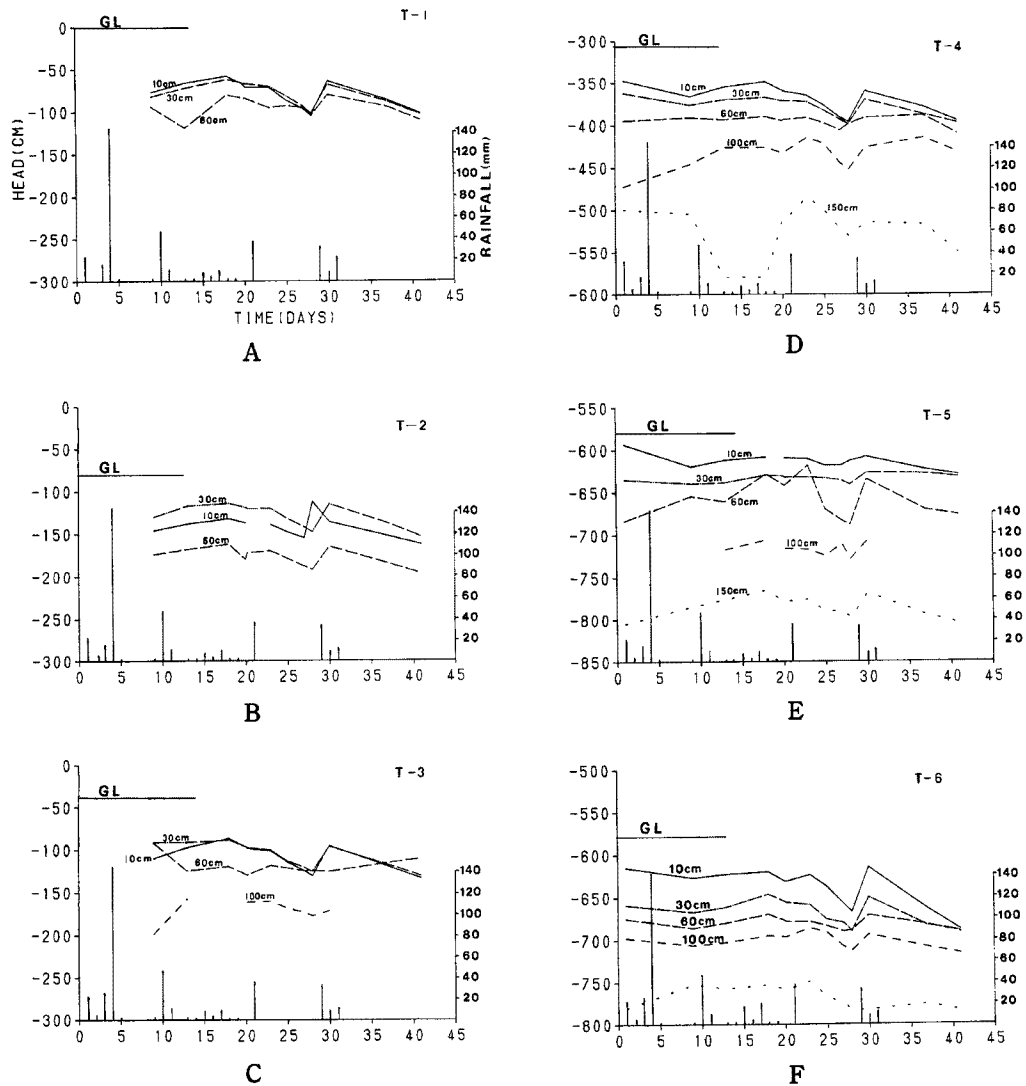 T-1
GL
HEAD(CM)
0
-50
-100
-150
-200
-250
-300
10cm
30cm
60cm
140
120
100
80
60
40
20
RAINFALL(mm)
0 5 10 15 20 25 30 35 40 45
TIME(DAYS)
A
T-2
GL
0
-50
-100
-150
-200
-250
-300
30cm
10cm
60cm
140
120
100
80
60
40
20
0 5 10 15 20 25 30 35 40 45
B
T-3
GL
0
-50
-100
-150
-200
-250
-300
30cm
10cm
60cm
100cm
140
120
100
80
60
40
20
0 5 10 15 20 25 30 35 40 45
C
T-4
GL
-300
-350
-400
-450
-500
-550
-600
10cm
30cm
60cm
100cm
150cm
140
120
100
80
60
40
20
0 5 10 15 20 25 30 35 40 45
D
T-5
GL
-550
-600
-650
-700
-750
-800
-850
10cm
30cm
60cm
100cm
150cm
140
120
100
80
60
40
20
0 5 10 15 20 25 30 35 40 45
E
T-6
GL
-500
-550
-600
-650
-700
-750
-800
10cm
30cm
60cm
100cm
140
120
100
80
60
40
20
0 5 10 15 20 25 30 35 40 45
F